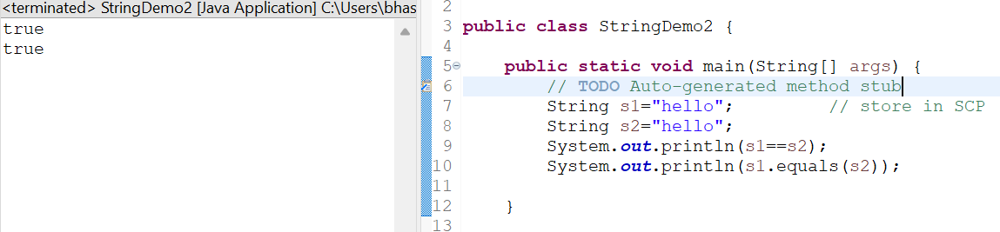 <terminated> StringDemo2 [Java Application] C:\Users\bhas
true
true
2
3 public class StringDemo2 {
4
5 public static void main(String[] args) {
6 // TODO Auto-generated method stub
7 String s1="hello"; // store in SCP
8 String s2="hello";
9 System.out.println(s1==s2);
10 System.out.println(s1.equals(s2));
11
12 }
13